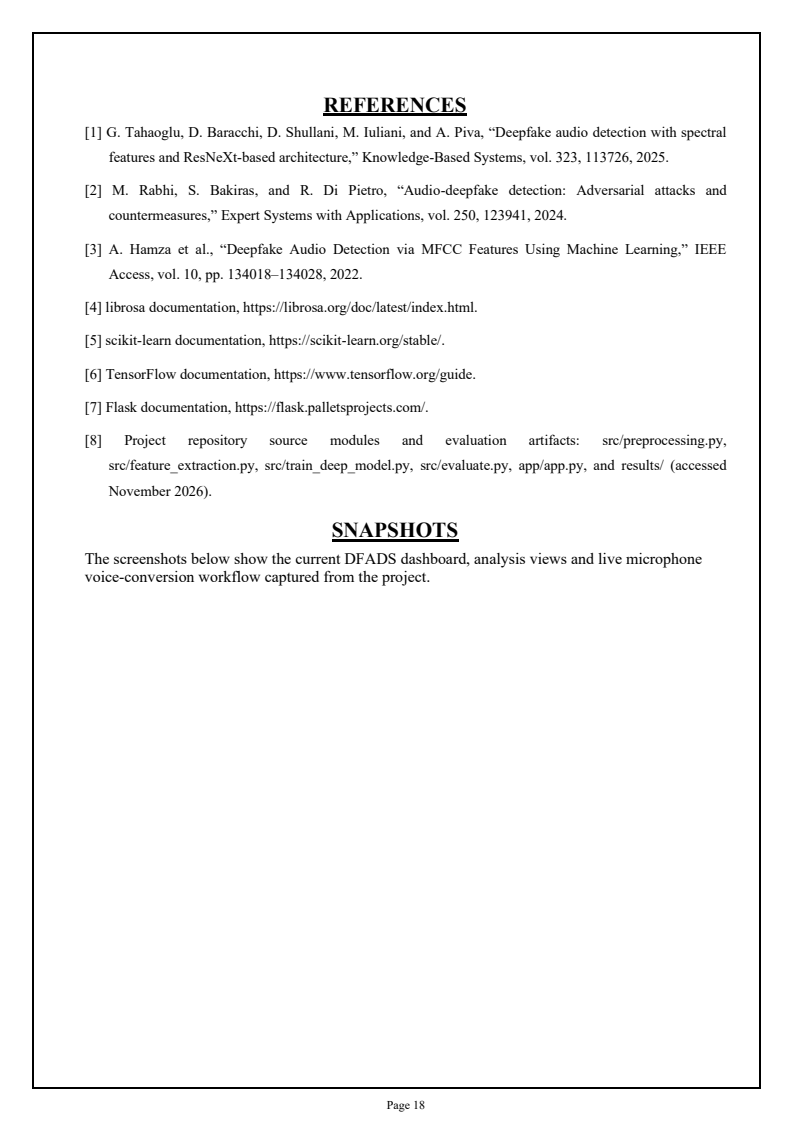 REFERENCES
[1] G. Tahaoglu, D. Baracchi, D. Shullani, M. Iuliani, and A. Piva, “Deepfake audio detection with spectral
features and ResNeXt-based architecture,” Knowledge-Based Systems, vol. 323, 113726, 2025.
[2] M. Rabhi, S. Bakiras, and R. Di Pietro, “Audio-deepfake detection: Adversarial attacks and
countermeasures,” Expert Systems with Applications, vol. 250, 123941, 2024.
[3] A. Hamza et al., “Deepfake Audio Detection via MFCC Features Using Machine Learning,” IEEE
Access, vol. 10, pp. 134018–134028, 2022.
[4] librosa documentation, https://librosa.org/doc/latest/index.html.
[5] scikit-learn documentation, https://scikit-learn.org/stable/.
[6] TensorFlow documentation, https://www.tensorflow.org/guide.
[7] Flask documentation, https://flask.palletsprojects.com/.
[8] Project repository source modules and evaluation artifacts: src/preprocessing.py,
src/feature_extraction.py, src/train_deep_model.py, src/evaluate.py, app/app.py, and results/ (accessed
November 2026).
SNAPSHOTS
The screenshots below show the current DFADS dashboard, analysis views and live microphone
voice-conversion workflow captured from the project.
Page 18